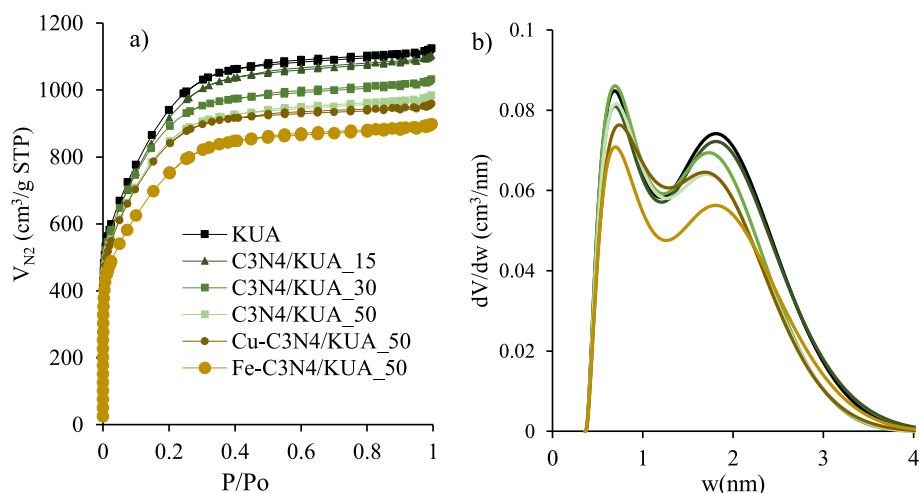 a)
1200
1000
800
600
400
200
0
V_N2 (cm³/g STP)
KUA
C3N4/KUA_15
C3N4/KUA_30
C3N4/KUA_50
Cu-C3N4/KUA_50
Fe-C3N4/KUA_50
0 0.2 0.4 0.6 0.8 1
P/Po
b)
0.1
0.08
0.06
0.04
0.02
0
dV/dw (cm³/nm)
0 1 2 3 4
w(nm)